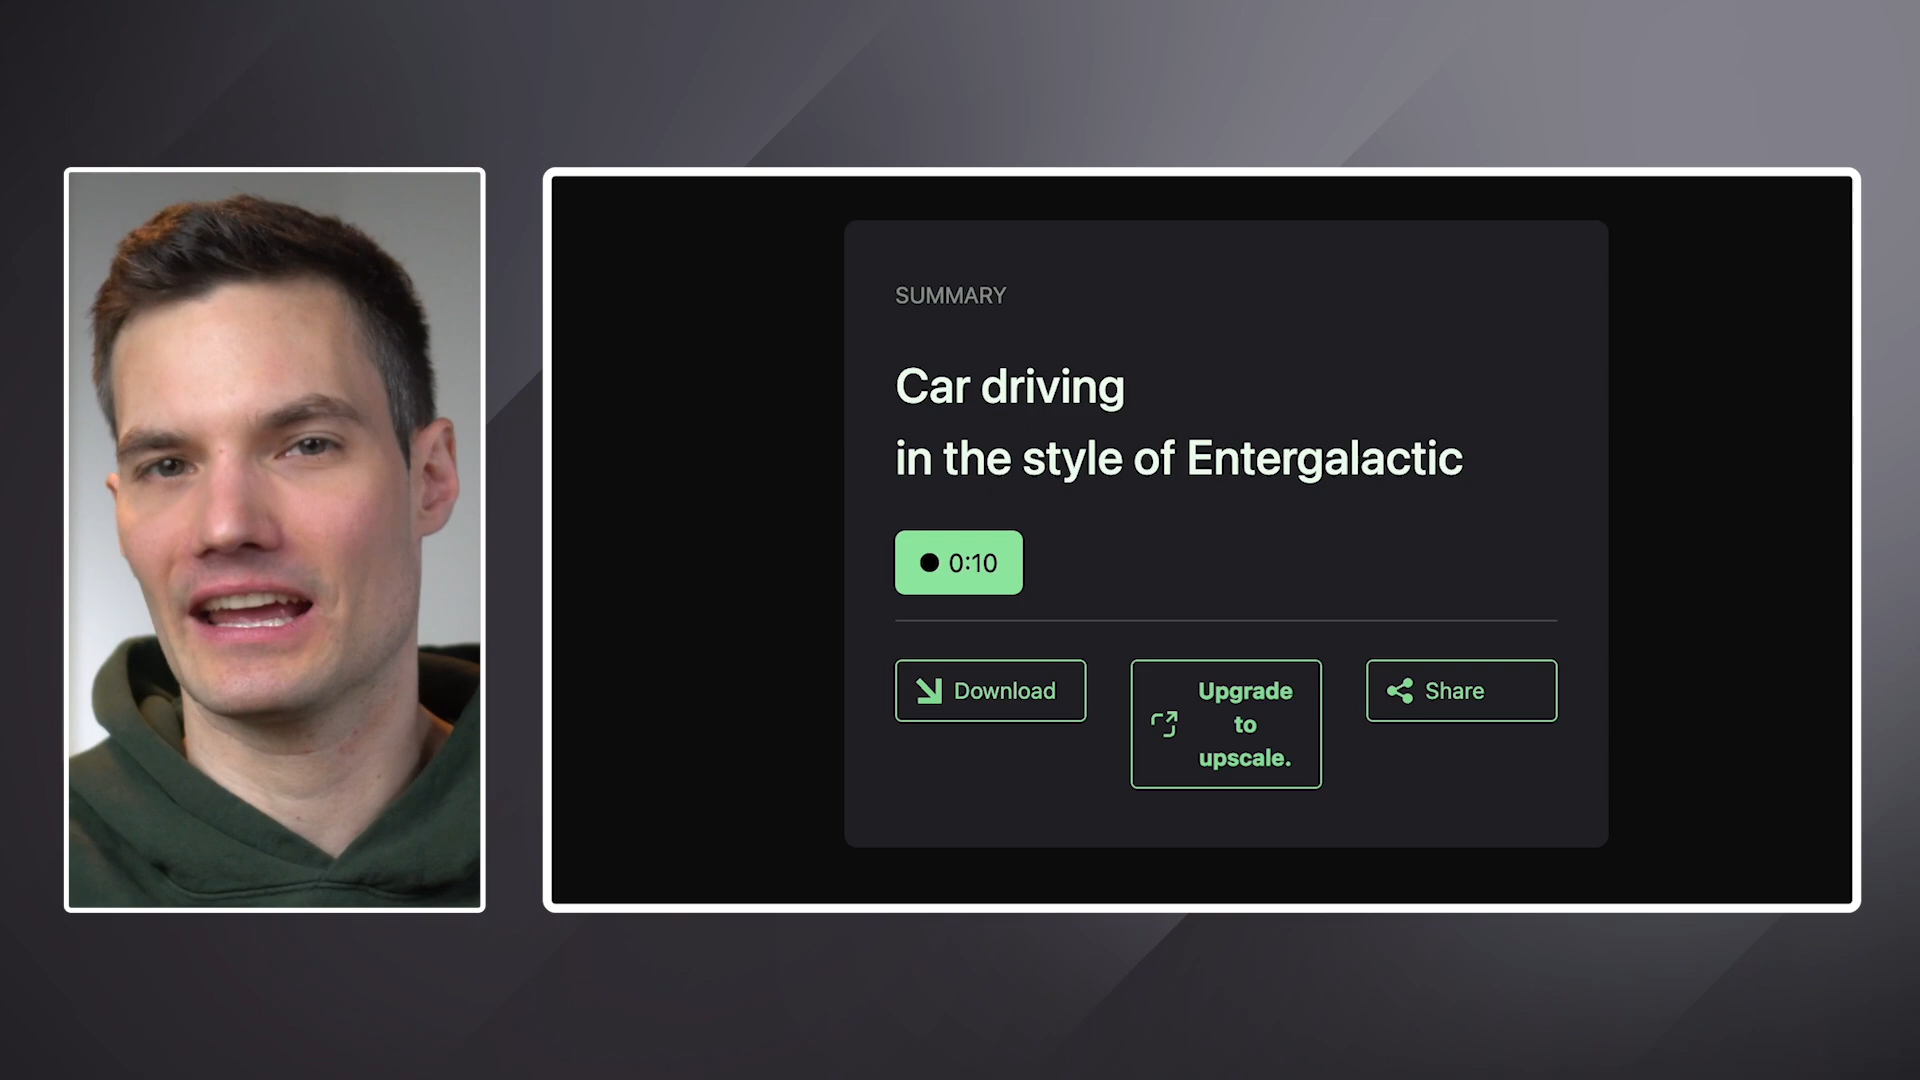 SUMMARY
Car driving
in the style of Entergalactic
0:10
Download
Upgrade
to
upscale.
Share